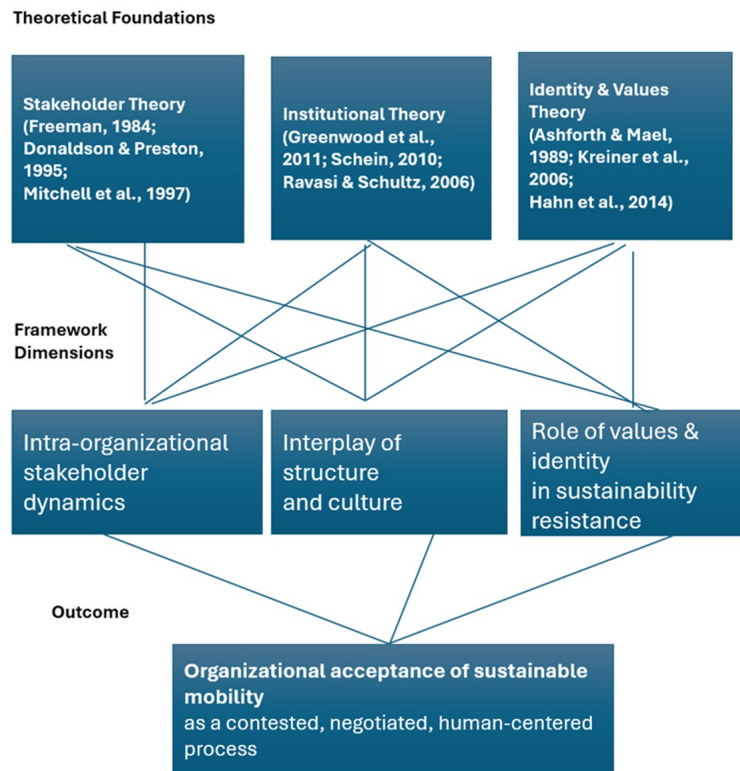 Theoretical Foundations
Stakeholder Theory
(Freeman, 1984;
Donaldson & Preston,
1995;
Mitchell et al., 1997)
Institutional Theory
(Greenwood et al.,
2011; Schein, 2010;
Ravasi & Schultz, 2006)
Identity & Values
Theory
(Ashforth & Mael,
1989; Kreiner et al.,
2006;
Hahn et al., 2014)
Framework
Dimensions
Intra-organizational
stakeholder
dynamics
Interplay of
structure
and culture
Role of values &
identity
in sustainability
resistance
Outcome
Organizational acceptance of sustainable
mobility
as a contested, negotiated, human-centered
process